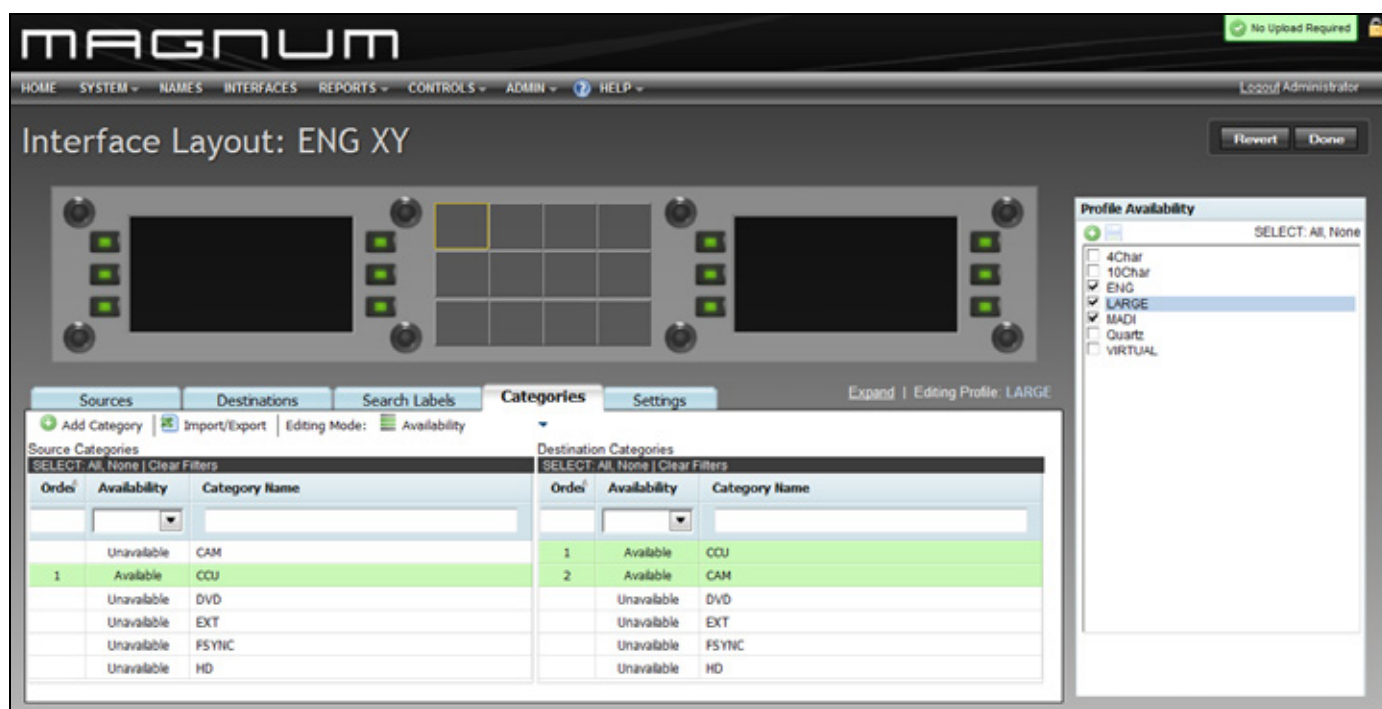 MAGNUM
No Upload Required
HOME SYSTEM NAMES INTERFACES REPORTS CONTROLS ADMIN ? HELP
Logout Administrator
Interface Layout: ENG XY
Revert Done
Profile Availability
SELECT: All, None
4Char
10Char
ENG
LARGE
MADI
Quartz
VIRTUAL
Sources Destinations Search Labels Categories Settings
Expand | Editing Profile: LARGE
Add Category | Import/Export | Editing Mode: Availability
Source Categories
SELECT: All, None | Clear Filters
Order Availability Category Name
Unavailable CAM
1 Available CCU
Unavailable DVD
Unavailable EXT
Unavailable FSYNC
Unavailable HD
Destination Categories
SELECT: All, None | Clear Filters
Order Availability Category Name
1 Available CCU
2 Available CAM
Unavailable DVD
Unavailable EXT
Unavailable FSYNC
Unavailable HD